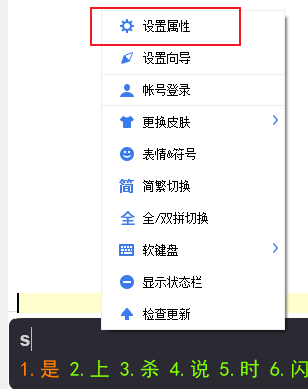 设置属性
设置向导
帐号登录
更换皮肤
表情&符号
简 简繁切换
全 全/双拼切换
软键盘
显示状态栏
检查更新
s
1.是 2.上 3.杀 4.说 5.时 6.闪